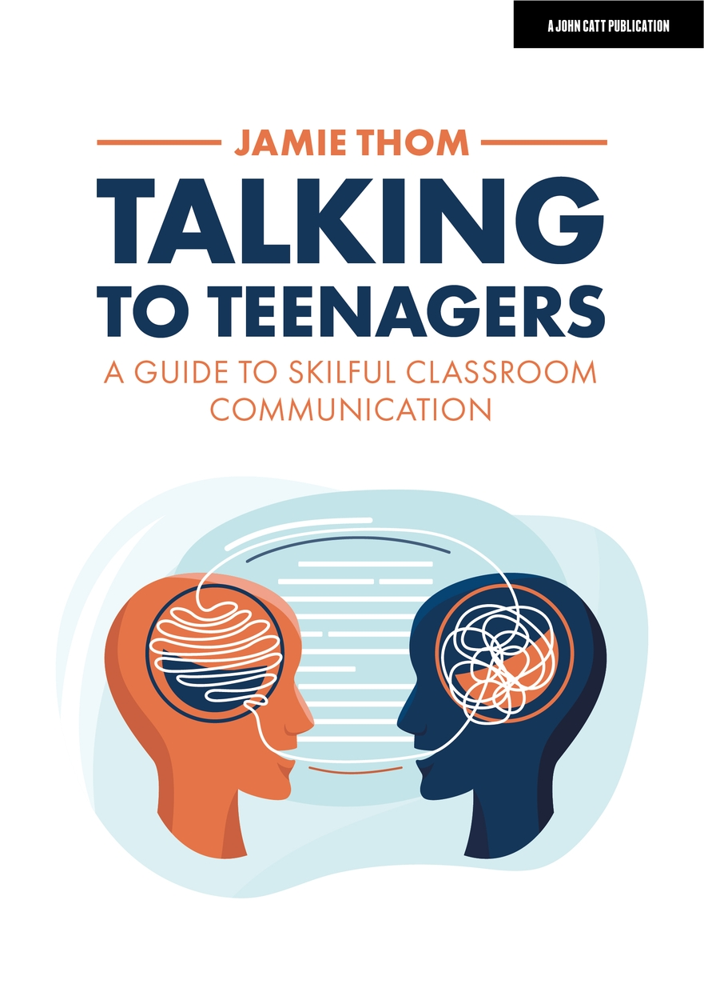 A JOHN CATT PUBLICATION
JAMIE THOM
TALKING
TO TEENAGERS
A GUIDE TO SKILFUL CLASSROOM
COMMUNICATION